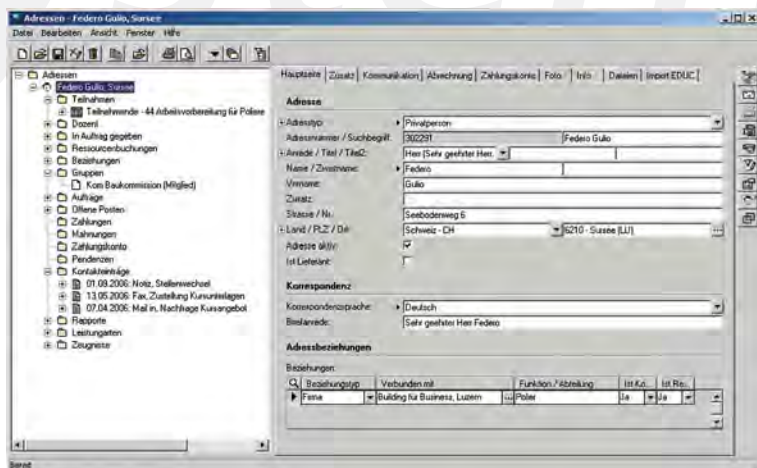 Adressen - Federo Gulio, Sursee
Datei Bearbeiten Ansicht Fenster Hilfe
Adressen
Federo Gulio, Sursee
Teilnahmen
Teilnehmende - 44 Arbeitsvorbereitung für Poliere
Dozent
In Auftrag gegeben
Ressourcenbuchungen
Beziehungen
Gruppen
Kom Baukommission (Mitglied)
Aufträge
Offene Posten
Zahlungen
Mahnungen
Zahlungskonto
Pendenzen
Kontakteinträge
01.09.2006: Notiz, Stellenwechsel
13.05.2006: Fax, Zustellung Kursunterlagen
07.04.2006: Mail in, Nachfrage Kursangebot
Rapporte
Leistungsarten
Zeugnisse
Hauptseite Zusatz Kommunikation Abrechnung Zahlungskonto Foto Info Dateien Import EDUC
Adresse
Adresstyp: Privatperson
Adressnummer / Suchbegriff: 302291 Federo Gulio
Anrede / Titel / Titel2: Herr (Sehr geehrter Herr.
Name / Zweitname: Federo
Vorname: Gulio
Zusatz:
Strasse / Nr.: Seebodenweg 6
Land / PLZ / Ort: Schweiz - CH 6210 - Sursee (LU)
Adresse aktiv:
Ist Lieferant:
Korrespondenz
Korrespondenzsprache: Deutsch
Briefanrede: Sehr geehrter Herr Federo
Adressbeziehungen
Beziehungen:
Beziehungstyp Verbunden mit Funktion / Abteilung Ist Ko... Ist Re...
Firma Building für Business, Luzern Polier Ja Ja